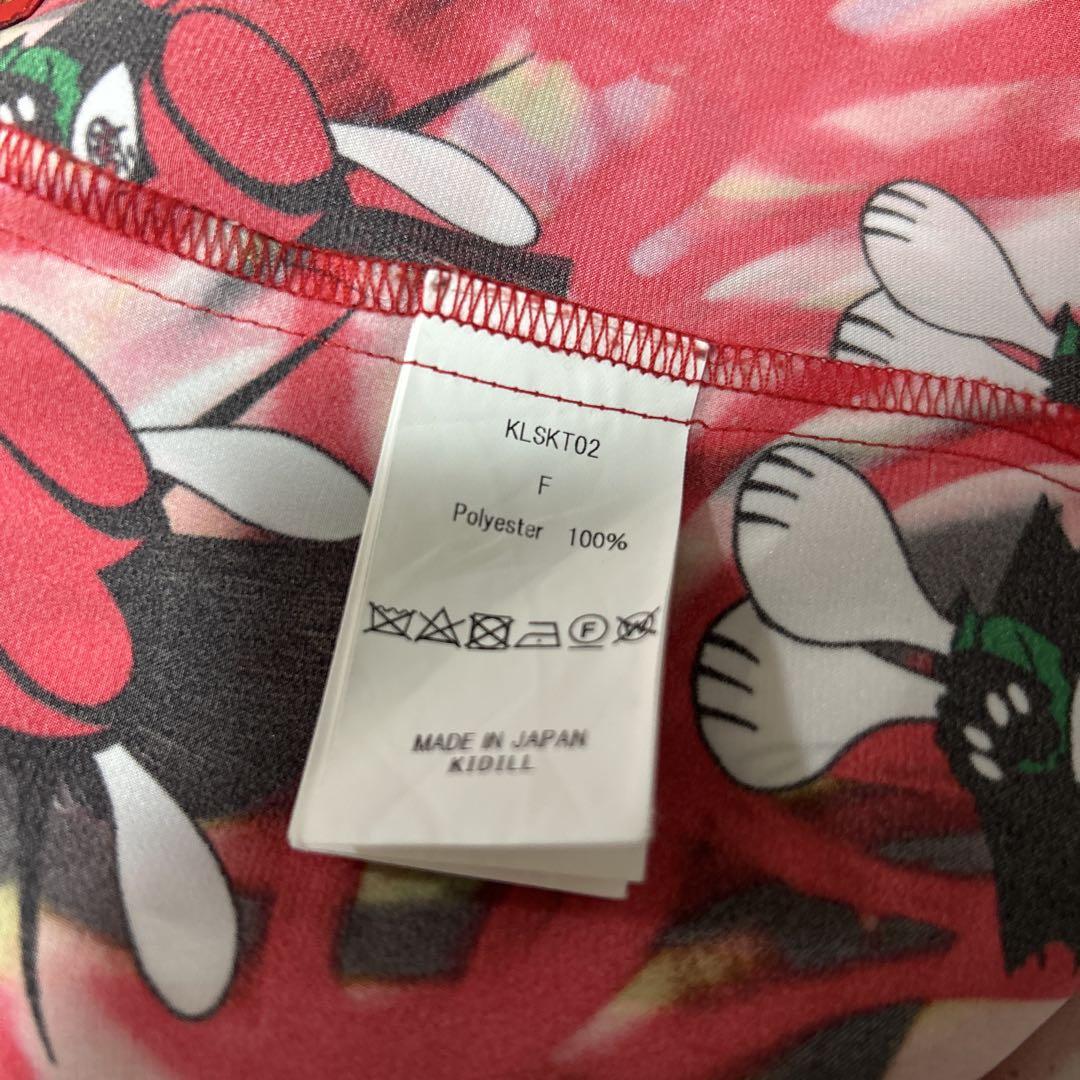 KLSKT02
F
Polyester 100%
F
W
MADE IN JAPAN
KIDILL